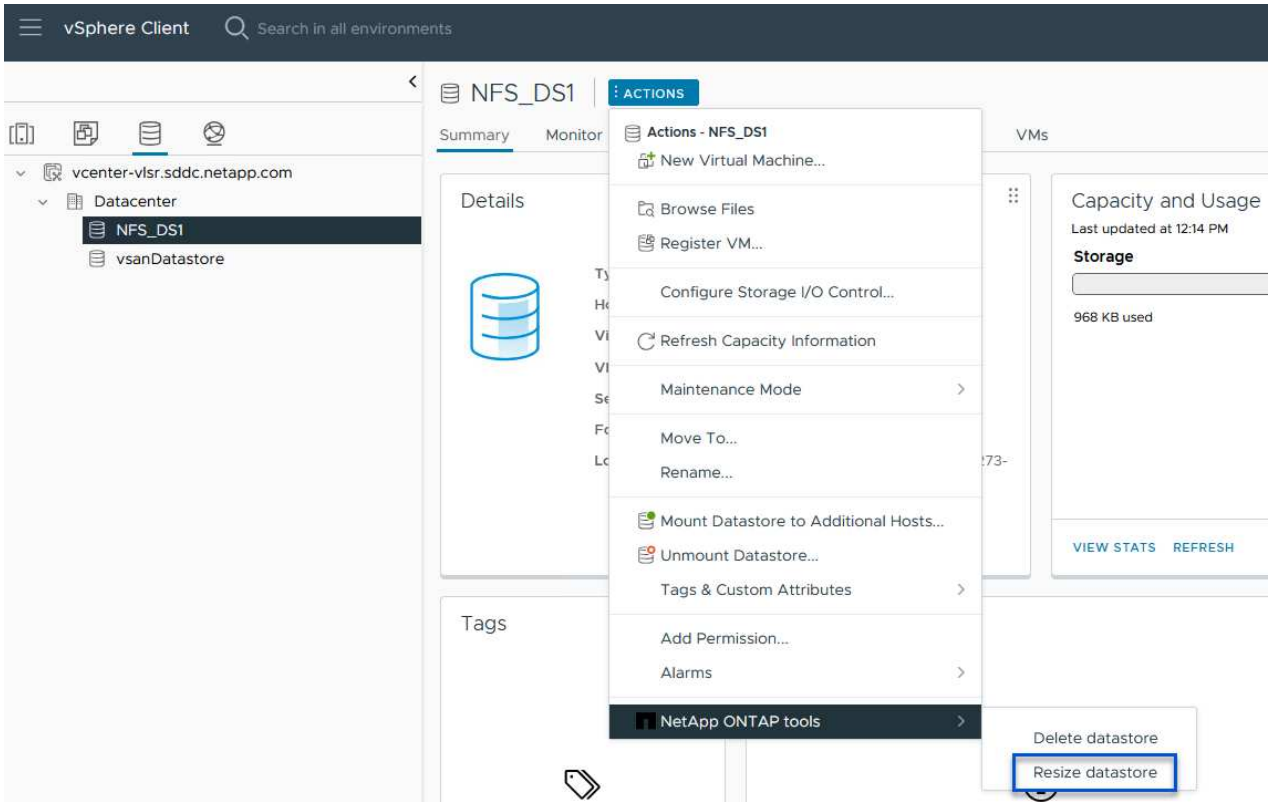 vSphere Client
Search in all environments
NFS_DS1
ACTIONS
Summary
Monitor
VMs
vcenter-vlsr.sddc.netapp.com
Datacenter
NFS_DS1
vsanDatastore
Actions - NFS_DS1
New Virtual Machine...
Browse Files
Register VM...
Configure Storage I/O Control...
Refresh Capacity Information
Maintenance Mode
Move To...
Rename...
Mount Datastore to Additional Hosts...
Unmount Datastore...
Tags & Custom Attributes
Add Permission...
Alarms
NetApp ONTAP tools
Delete datastore
Resize datastore
Details
273-
Capacity and Usage
Last updated at 12:14 PM
Storage
968 KB used
VIEW STATS REFRESH
Tags